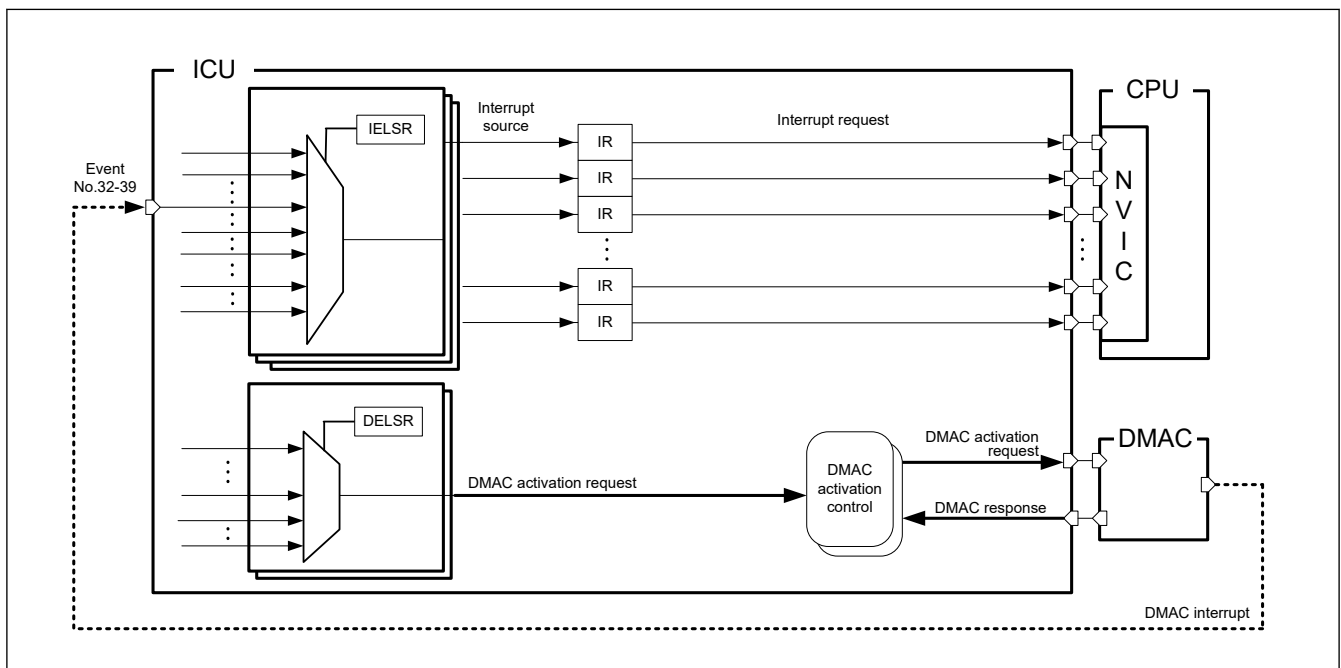 ICU
CPU
IELSR
Interrupt
source
IR
Interrupt request
Event
No.32-39
IR
IR
N
V
I
C
IR
IR
DELSR
DMAC
DMAC activation
request
DMAC
activation
control
DMAC activation request
DMAC response
DMAC interrupt